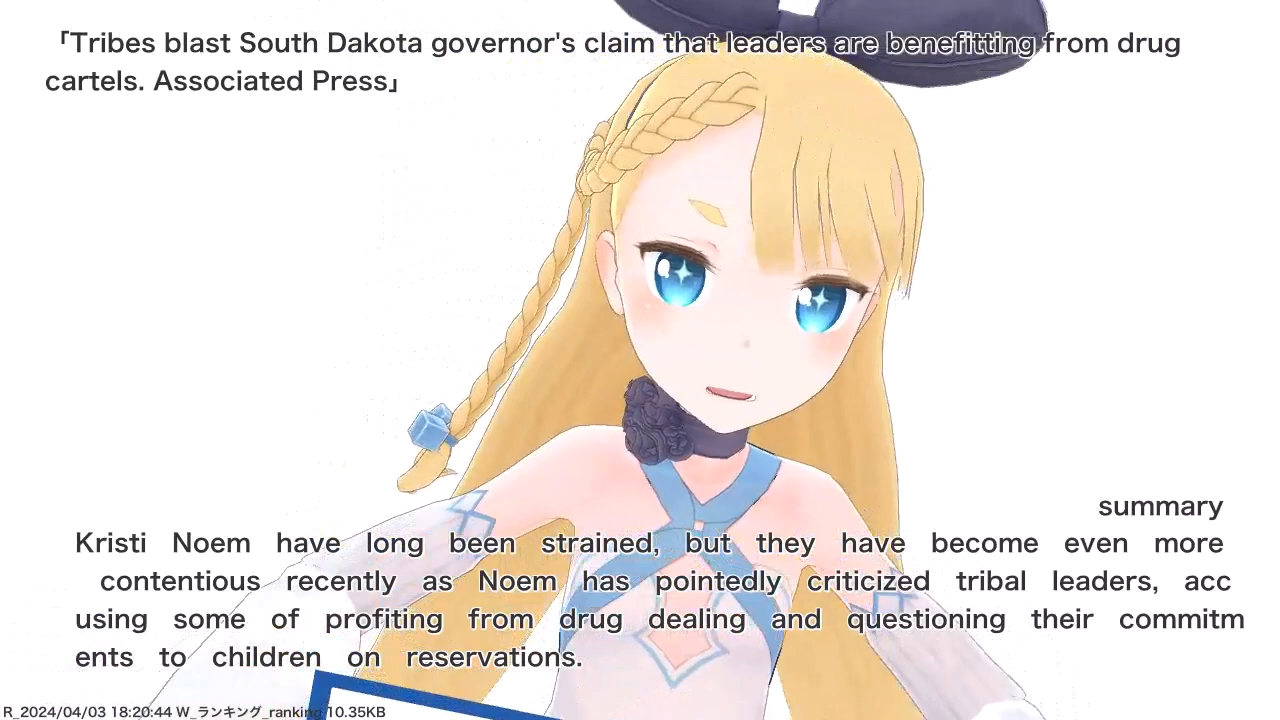 「Tribes blast South Dakota governor's claim that leaders are benefitting from drug
cartels. Associated Press」
summary
Kristi Noem have long been strained, but they have become even more
contentious recently as Noem has pointedly criticized tribal leaders, acc
using some of profiting from drug dealing and questioning their commitm
ents to children on reservations.
R_2024/04/03 18:20:44 W_ランキング_ranking 10.35KB